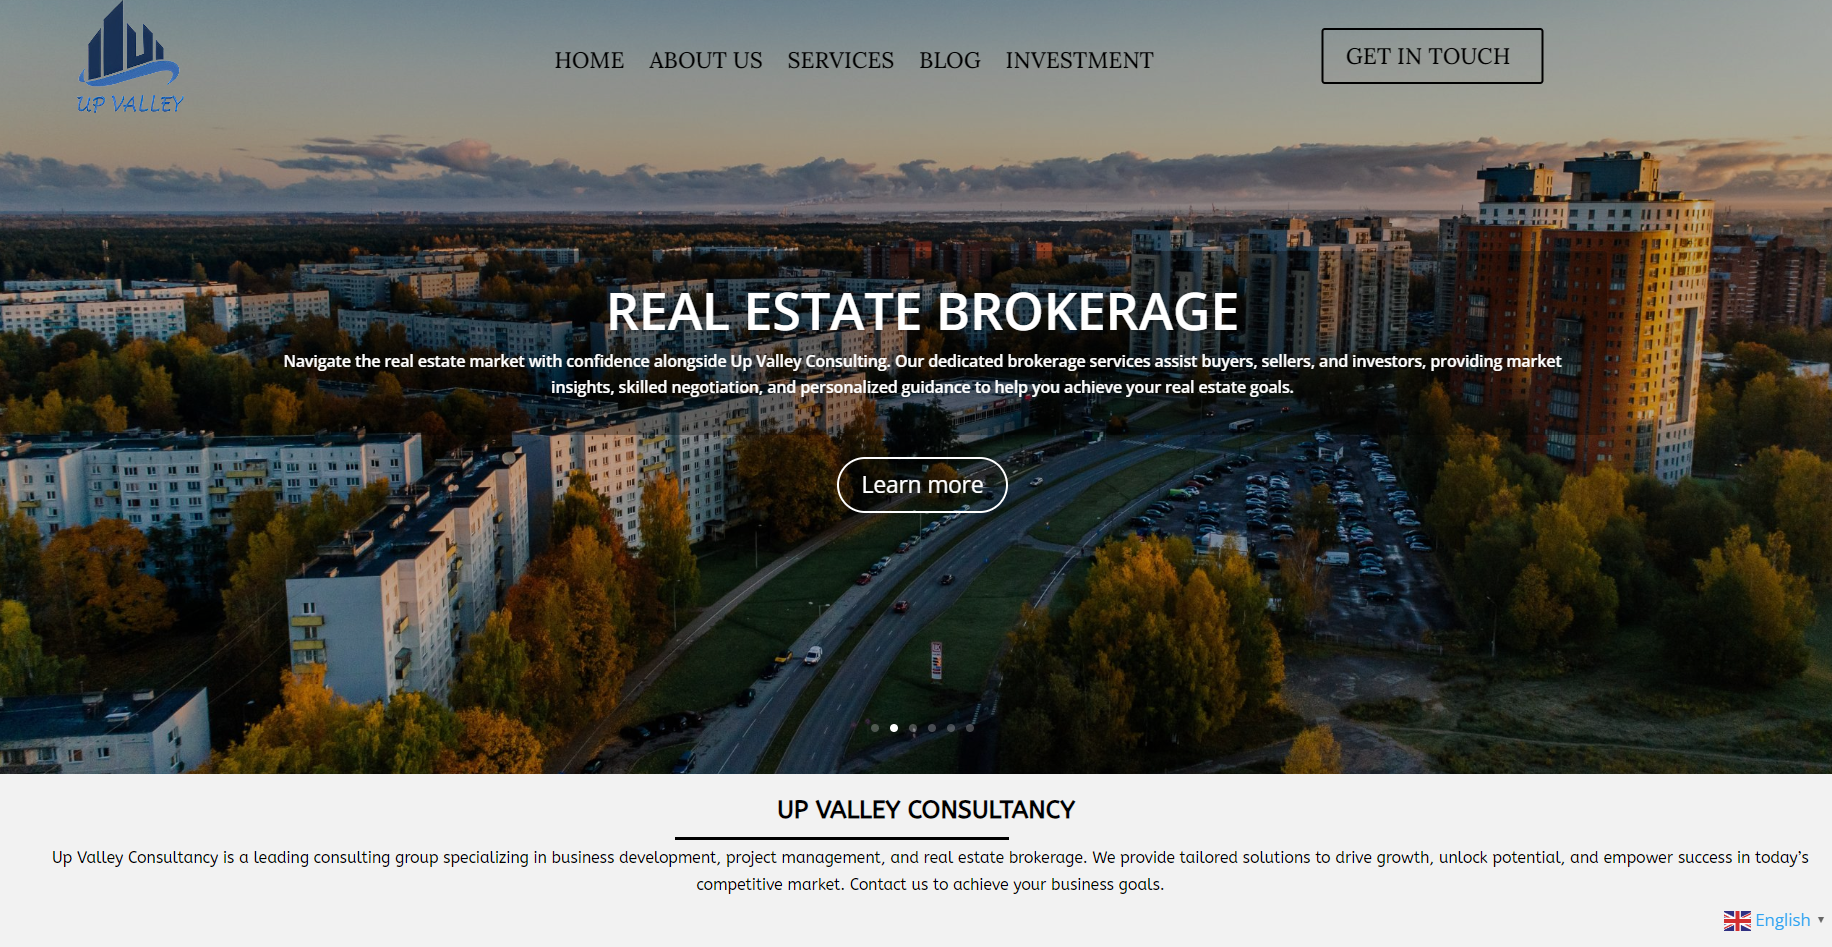 UP VALLEY
HOME ABOUT US SERVICES BLOG INVESTMENT
GET IN TOUCH
REAL ESTATE BROKERAGE
Navigate the real estate market with confidence alongside Up Valley Consulting. Our dedicated brokerage services assist buyers, sellers, and investors, providing market
insights, skilled negotiation, and personalized guidance to help you achieve your real estate goals.
Learn more
UP VALLEY CONSULTANCY
Up Valley Consultancy is a leading consulting group specializing in business development, project management, and real estate brokerage. We provide tailored solutions to drive growth, unlock potential, and empower success in today’s
competitive market. Contact us to achieve your business goals.
English